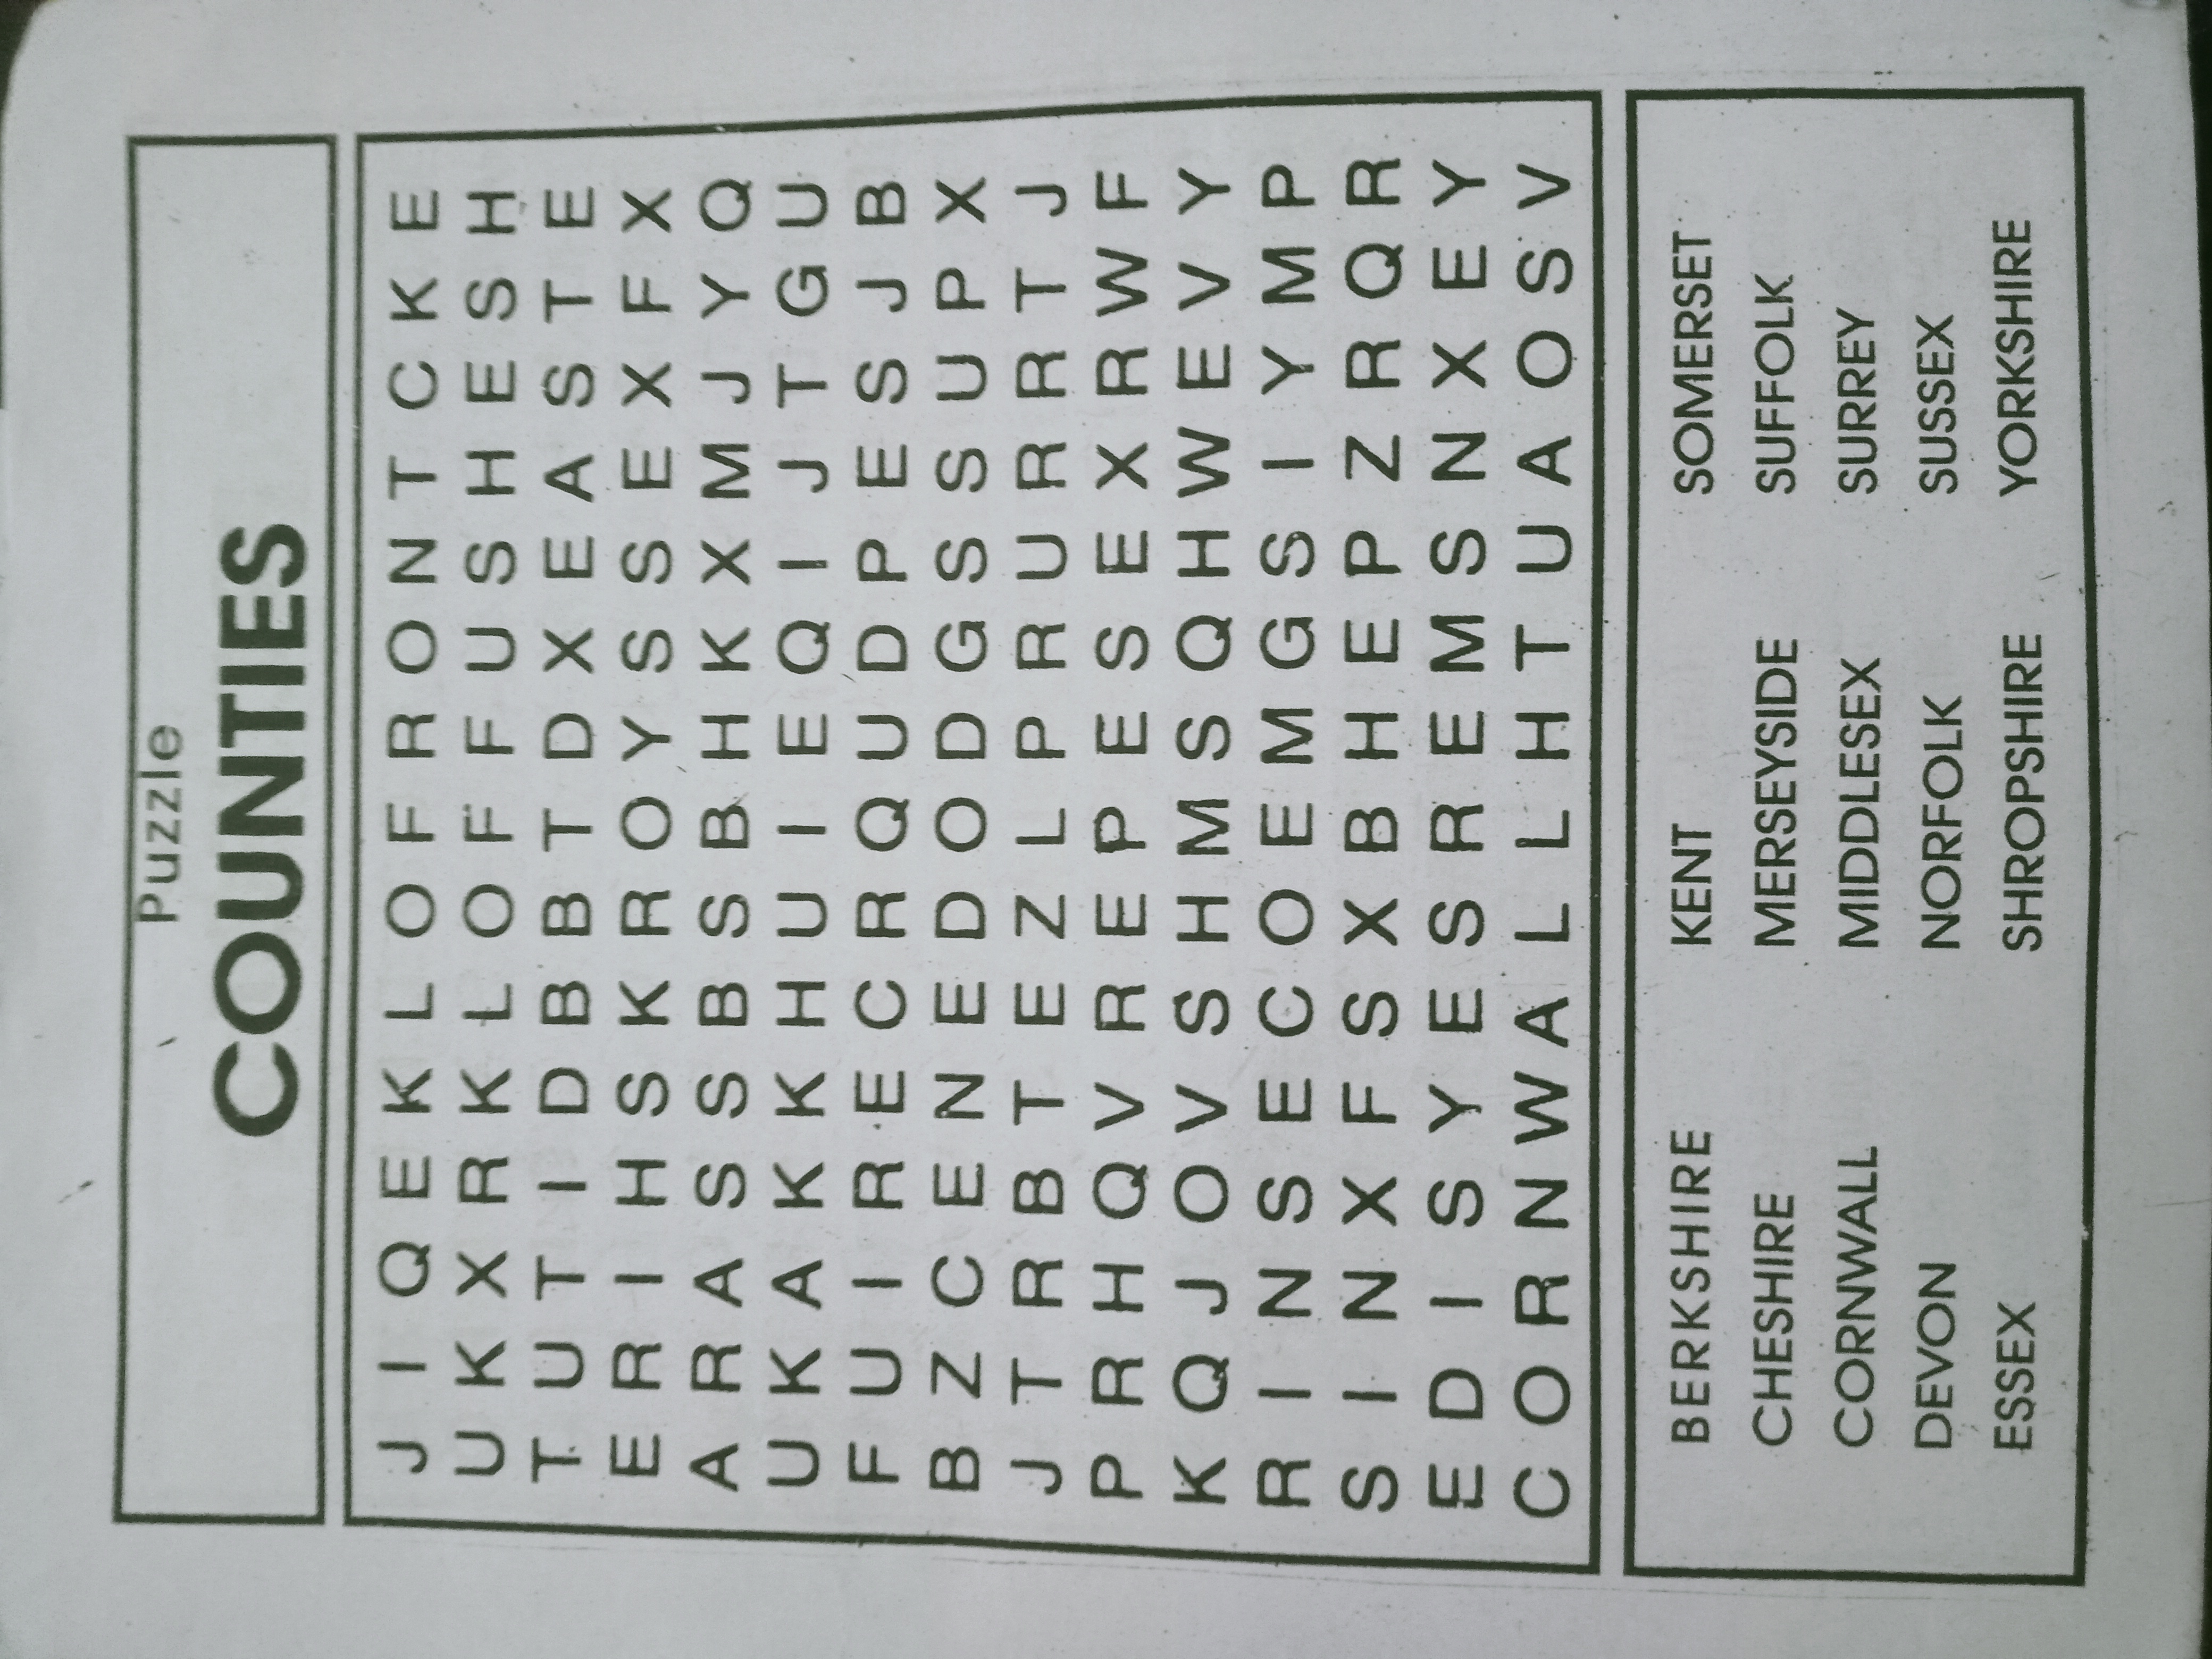 Puzzle
COUNTIES
J I Q E K L O F R O N T C K E
U K X R K L O F F U S H E S H
T U T I D B B T D X E A S T E
E R I H S K R O Y S S E X F X
A R A S S B S B H K X M J Y Q
U K A K K H U I E Q I J T G U
F U I R E C R Q U D P E S J B
B Z C E N E D O D G S S U P X
J T R B T E Z L P R U R R T J
P R H Q V R E P E S E X R W F
K Q J O V S H M S Q H W E V Y
R I N S E C O E M G S I Y M P
S I N X F S X B H E P Z R Q R
E D I S Y E S R E M S N X E Y
C O R N W A L L H T U A O S V
BERKSHIRE KENT SOMERSET
CHESHIRE MERSEYSIDE SUFFOLK
CORNWALL MIDDLESEX SURREY
DEVON NORFOLK SUSSEX
ESSEX SHROPSHIRE YORKSHIRE